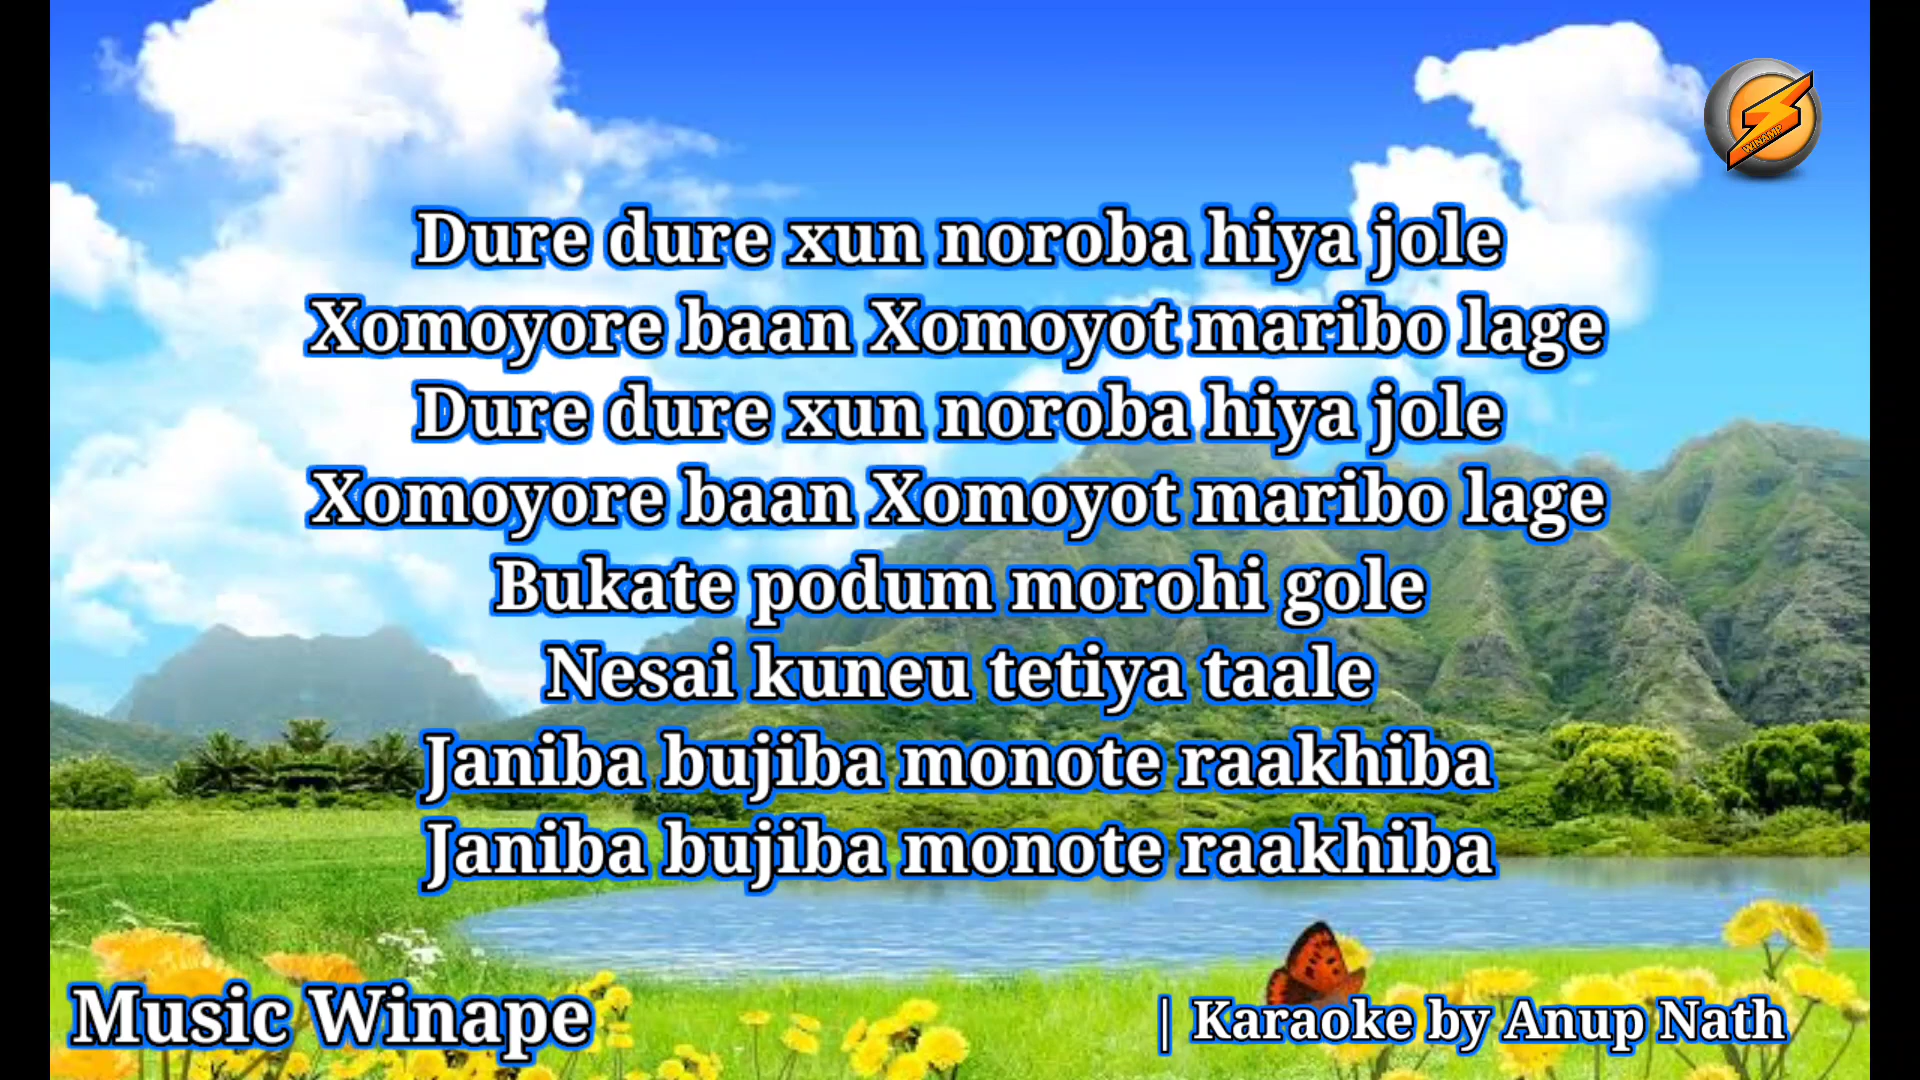 WINAMP
Dure dure xun noroba hiya jole
Xomoyore baan Xomoyot maribo lage
Dure dure xun noroba hiya jole
Xomoyore baan Xomoyot maribo lage
Bukate podum morohi gole
Nesai kuneu tetiya taale
Janiba bujiba monote raakhiba
Janiba bujiba monote raakhiba
Music Winape
| Karaoke by Anup Nath